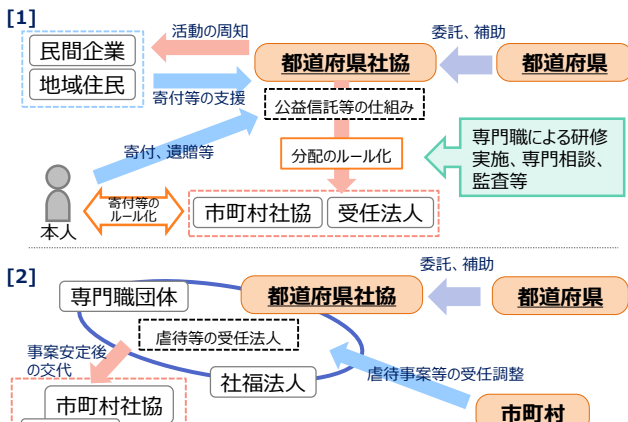 [1]
活動の周知
委託、補助
民間企業
地域住民
都道府県社協
都道府県
寄付等の支援
公益信託等の仕組み
寄付、遺贈等
分配のルール化
専門職による研修
実施、専門相談、
監査等
寄付等の
ルール化
市町村社協
受任法人
本人
[2]
委託、補助
専門職団体
都道府県社協
都道府県
虐待等の受任法人
事案安定後
の交代
社福法人
虐待事案等の受任調整
市町村社協
市町村